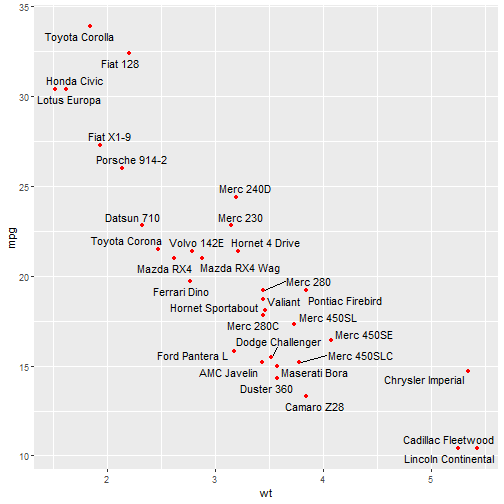 35
Toyota Corolla
Fiat 128
Honda Civic
30
Lotus Europa
Fiat X1-9
Porsche 914-2
25
Merc 240D
Datsun 710
Merc 230
Toyota Corona
Volvo 142E
Hornet 4 Drive
mpg
Mazda RX4
Mazda RX4 Wag
20
Merc 280
Ferrari Dino
Valiant
Pontiac Firebird
Hornet Sportabout
Merc 450SL
Merc 280C
Merc 450SE
Dodge Challenger
Ford Pantera L
Merc 450SLC
15
AMC Javelin
Maserati Bora
Chrysler Imperial
Duster 360
Camaro Z28
Cadillac Fleetwood
10
Lincoln Continental
2
3
4
5
wt